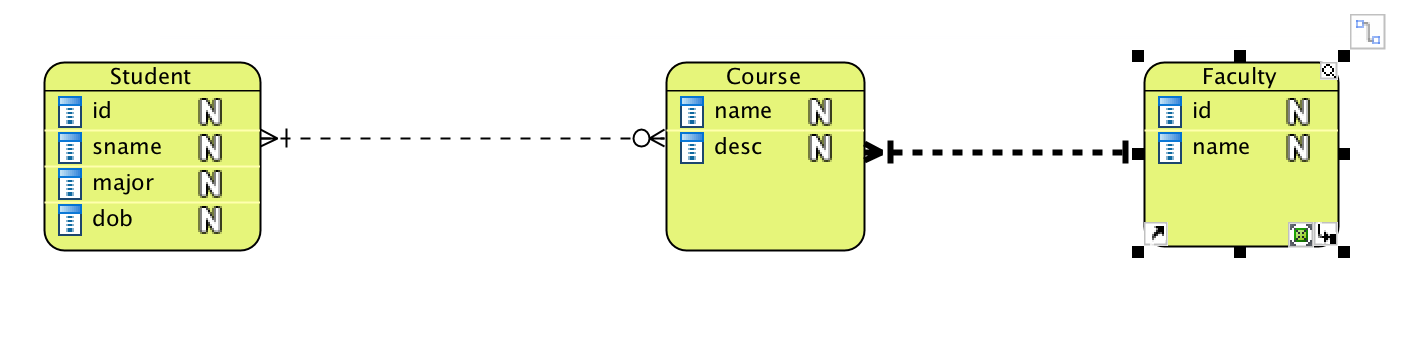 Student
id N
sname N
major N
dob N
Course
name N
desc N
Faculty
id N
name N